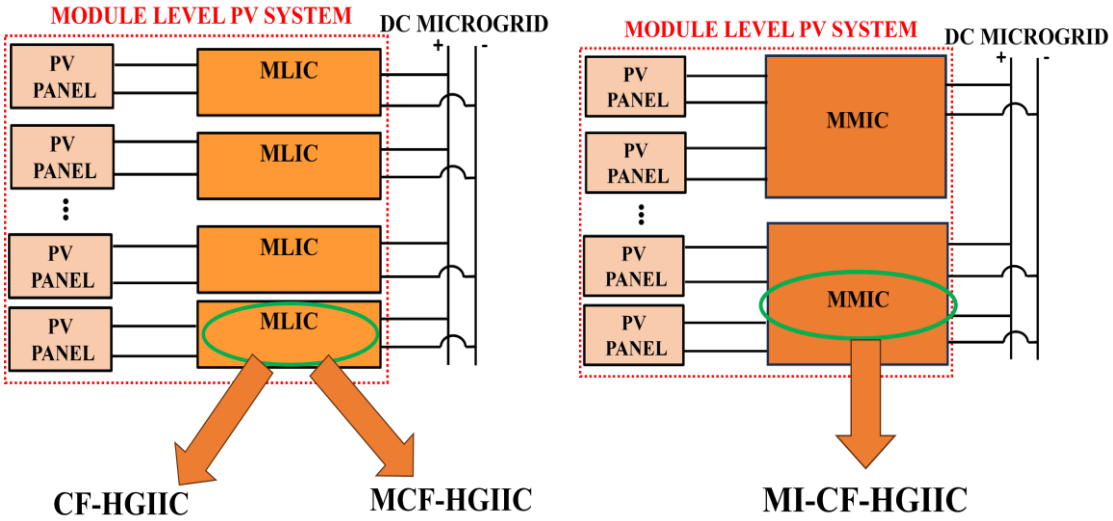 MODULE LEVEL PV SYSTEM
DC MICROGRID
+ -
PV
PANEL
MLIC
PV
PANEL
MLIC
PV
PANEL
MLIC
PV
PANEL
MLIC
CF-HGIIC
MCF-HGIIC
MODULE LEVEL PV SYSTEM
DC MICROGRID
+ -
PV
PANEL
PV
PANEL
MMIC
PV
PANEL
PV
PANEL
MMIC
MI-CF-HGIIC